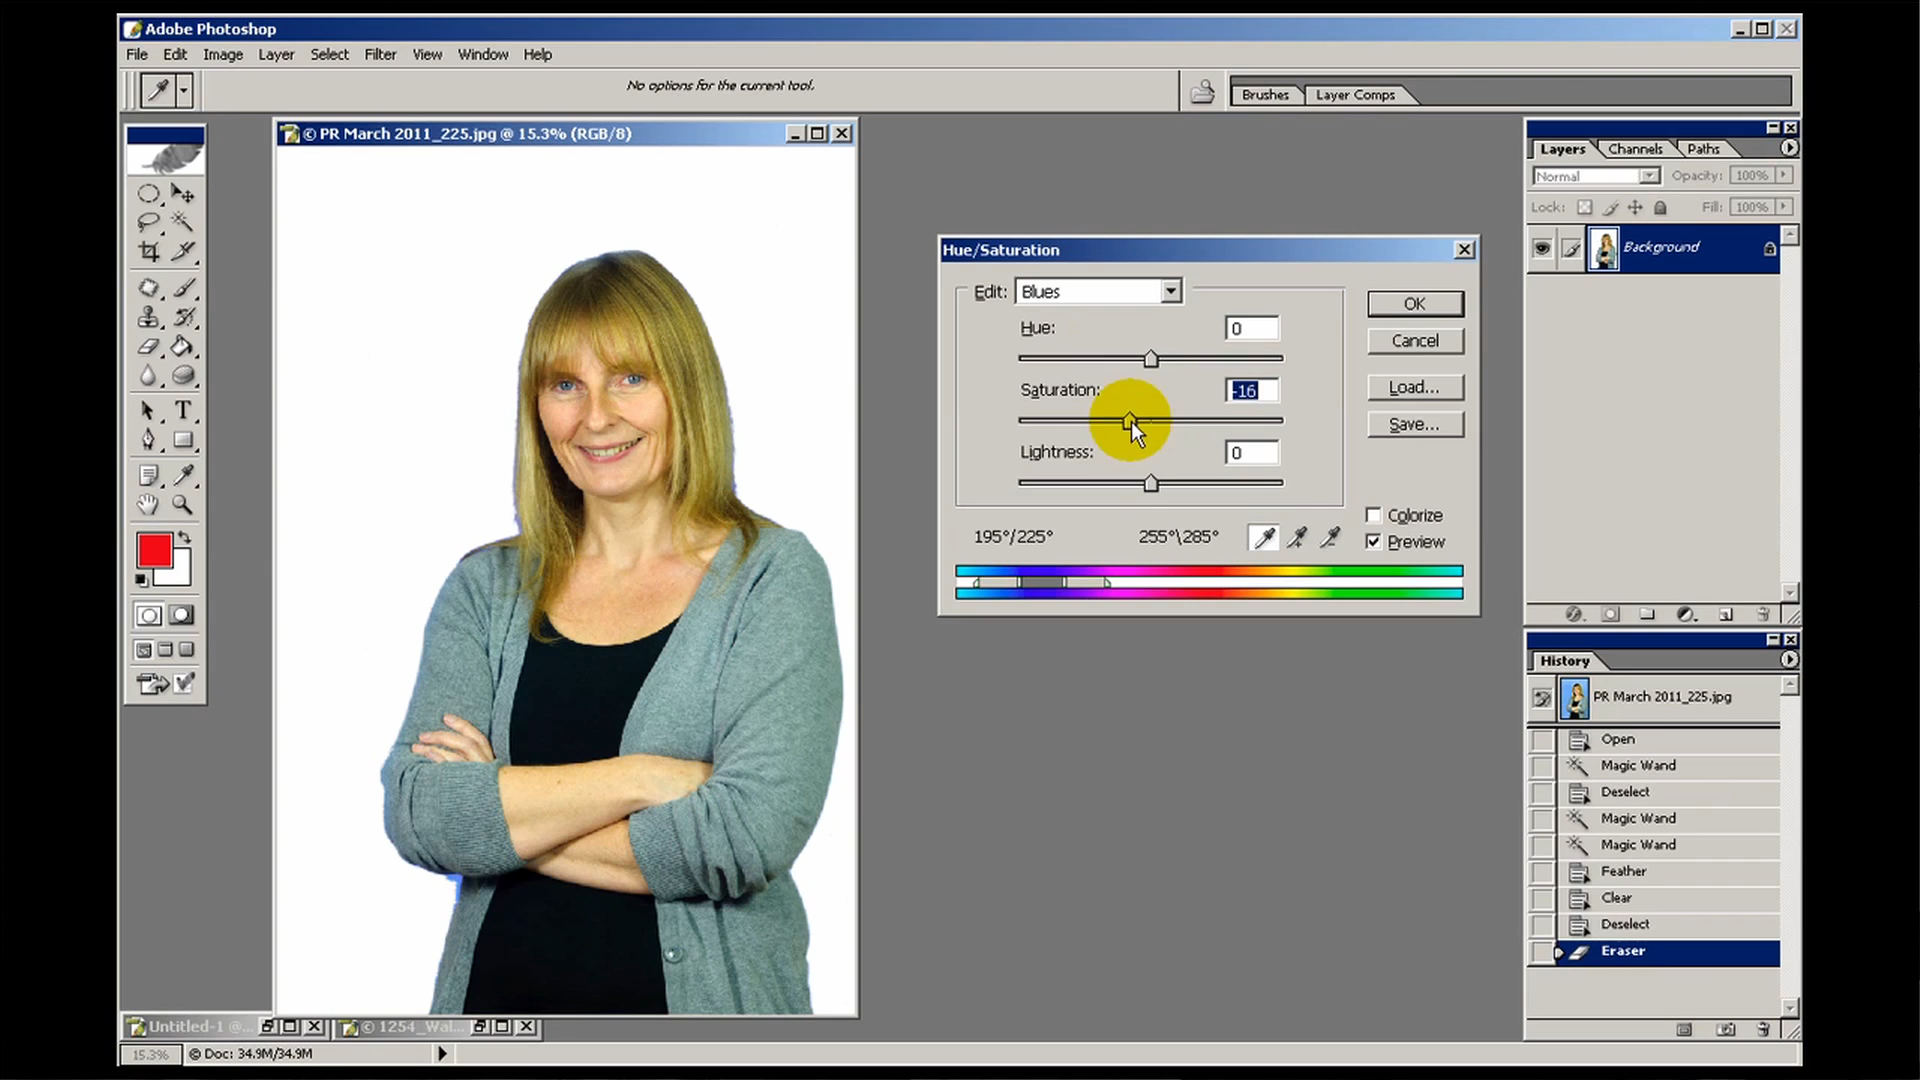 Adobe Photoshop
File Edit Image Layer Select Filter View Window Help
No options for the current tool.
Brushes Layer Comps
© PR March 2011_225.jpg @ 15.3% (RGB/8)
Layers Channels Paths
Normal Opacity: 100%
Lock: Fill: 100%
Background
Hue/Saturation
Edit: Blues
Hue: 0
Saturation: -16
Lightness: 0
OK
Cancel
Load...
Save...
195°/225° 255°\285°
Colorize
Preview
T
History
PR March 2011_225.jpg
Open
Magic Wand
Deselect
Magic Wand
Magic Wand
Feather
Clear
Deselect
Eraser
Untitled-1 @... © 1254_Wal...
15.3% © Doc: 34.9M/34.9M